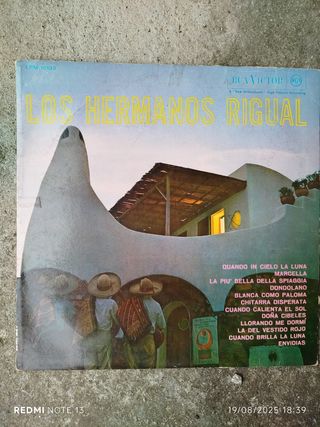 RCA VICTOR
LOS HERMANOS RIGUAL
QUANDO IN CIELO LA LUNA
MARCELLA
LA PIU' BELLA DELLA SPIAGGIA
DONDOLANO
BLANCA COMO PALOMA
CHITARRA DISPERATA
CUANDO CALIENTA EL SOL
DOÑA CIBELES
LLORANDO ME DORMÍ
LA DEL VESTIDO ROJO
CUANDO BRILLA LA LUNA
ENVIDIAS
REDMI NOTE 13
19/08/2025 18:39